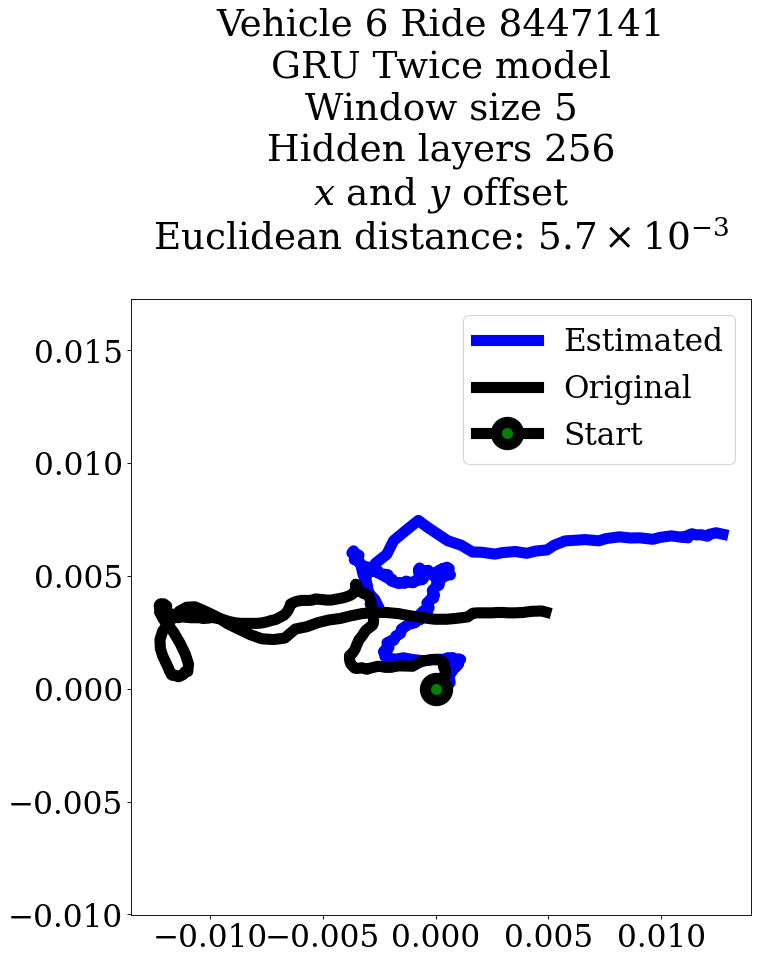 Vehicle 6 Ride 8447141
GRU Twice model
Window size 5
Hidden layers 256
x and y offset
Euclidean distance: 5.7 × 10⁻³
Estimated
Original
Start
0.015
0.010
0.005
0.000
−0.005
−0.010
−0.010 −0.005 0.000 0.005 0.010